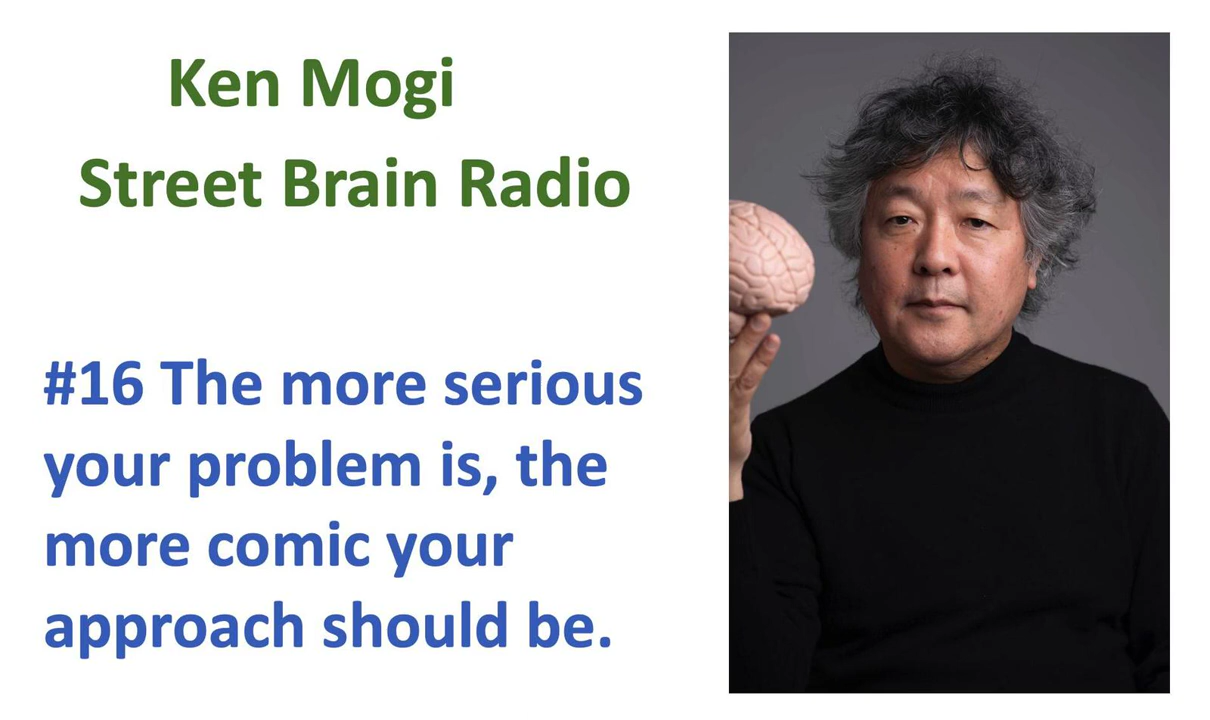 Ken Mogi
Street Brain Radio
#16 The more serious
your problem is, the
more comic your
approach should be.